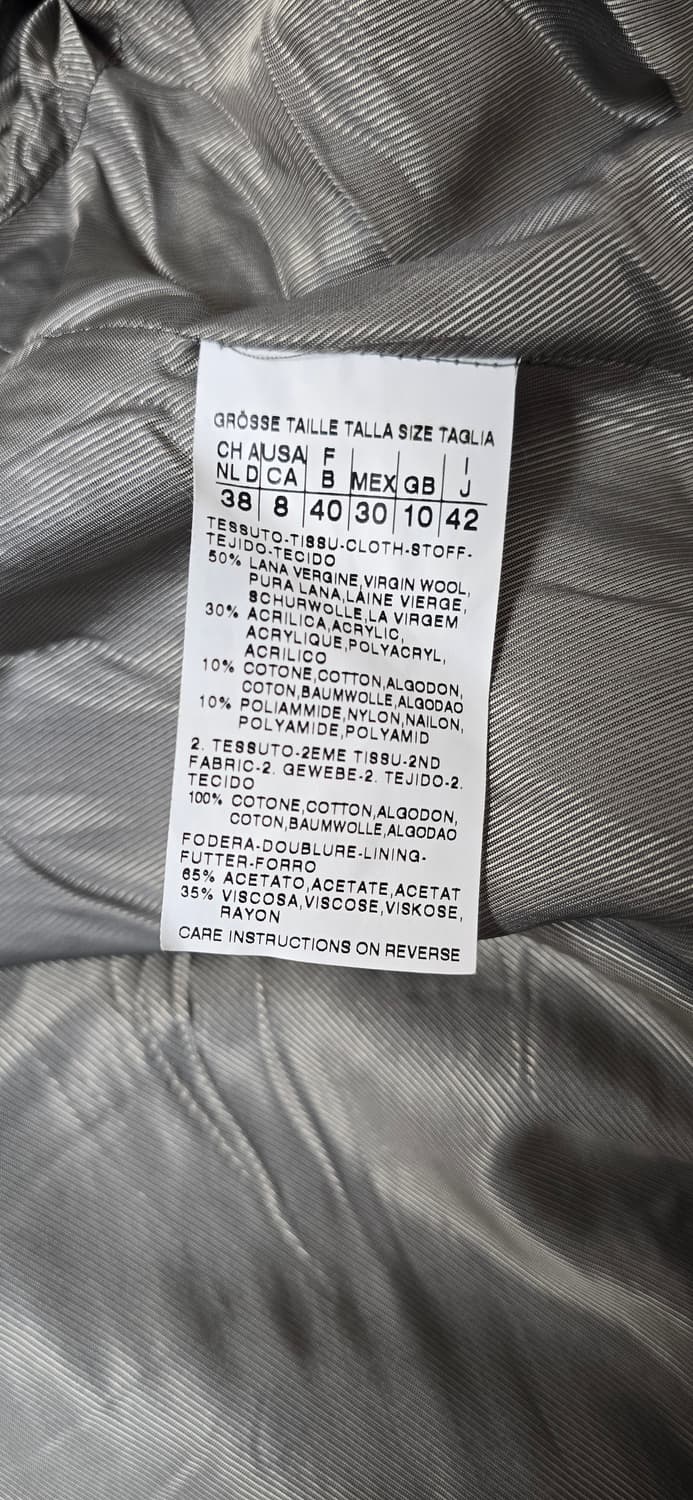 GRÖSSE TAILLE TALLA SIZE TAGLIA
CH A USA F I
NL D CA B MEX GB J
38 8 40 30 10 42
TESSUTO-TISSU-CLOTH-STOFF-
TEJIDO-TECIDO
50% LANA VERGINE,VIRGIN WOOL,
PURA LANA,LAINE VIERGE,
SCHURWOLLE,LA VIRGEM
30% ACRILICA,ACRYLIC,
ACRYLIQUE,POLYACRYL,
ACRILICO
10% COTONE,COTTON,ALGODON,
COTON,BAUMWOLLE,ALGODAO
10% POLIAMMIDE,NYLON,NAILON,
POLYAMIDE,POLYAMID
2. TESSUTO-2EME TISSU-2ND
FABRIC-2. GEWEBE-2. TEJIDO-2.
TECIDO
100% COTONE,COTTON,ALGODON,
COTON,BAUMWOLLE,ALGODAO
FODERA-DOUBLURE-LINING-
FUTTER-FORRO
65% ACETATO,ACETATE,ACETAT
35% VISCOSA,VISCOSE,VISKOSE,
RAYON
CARE INSTRUCTIONS ON REVERSE